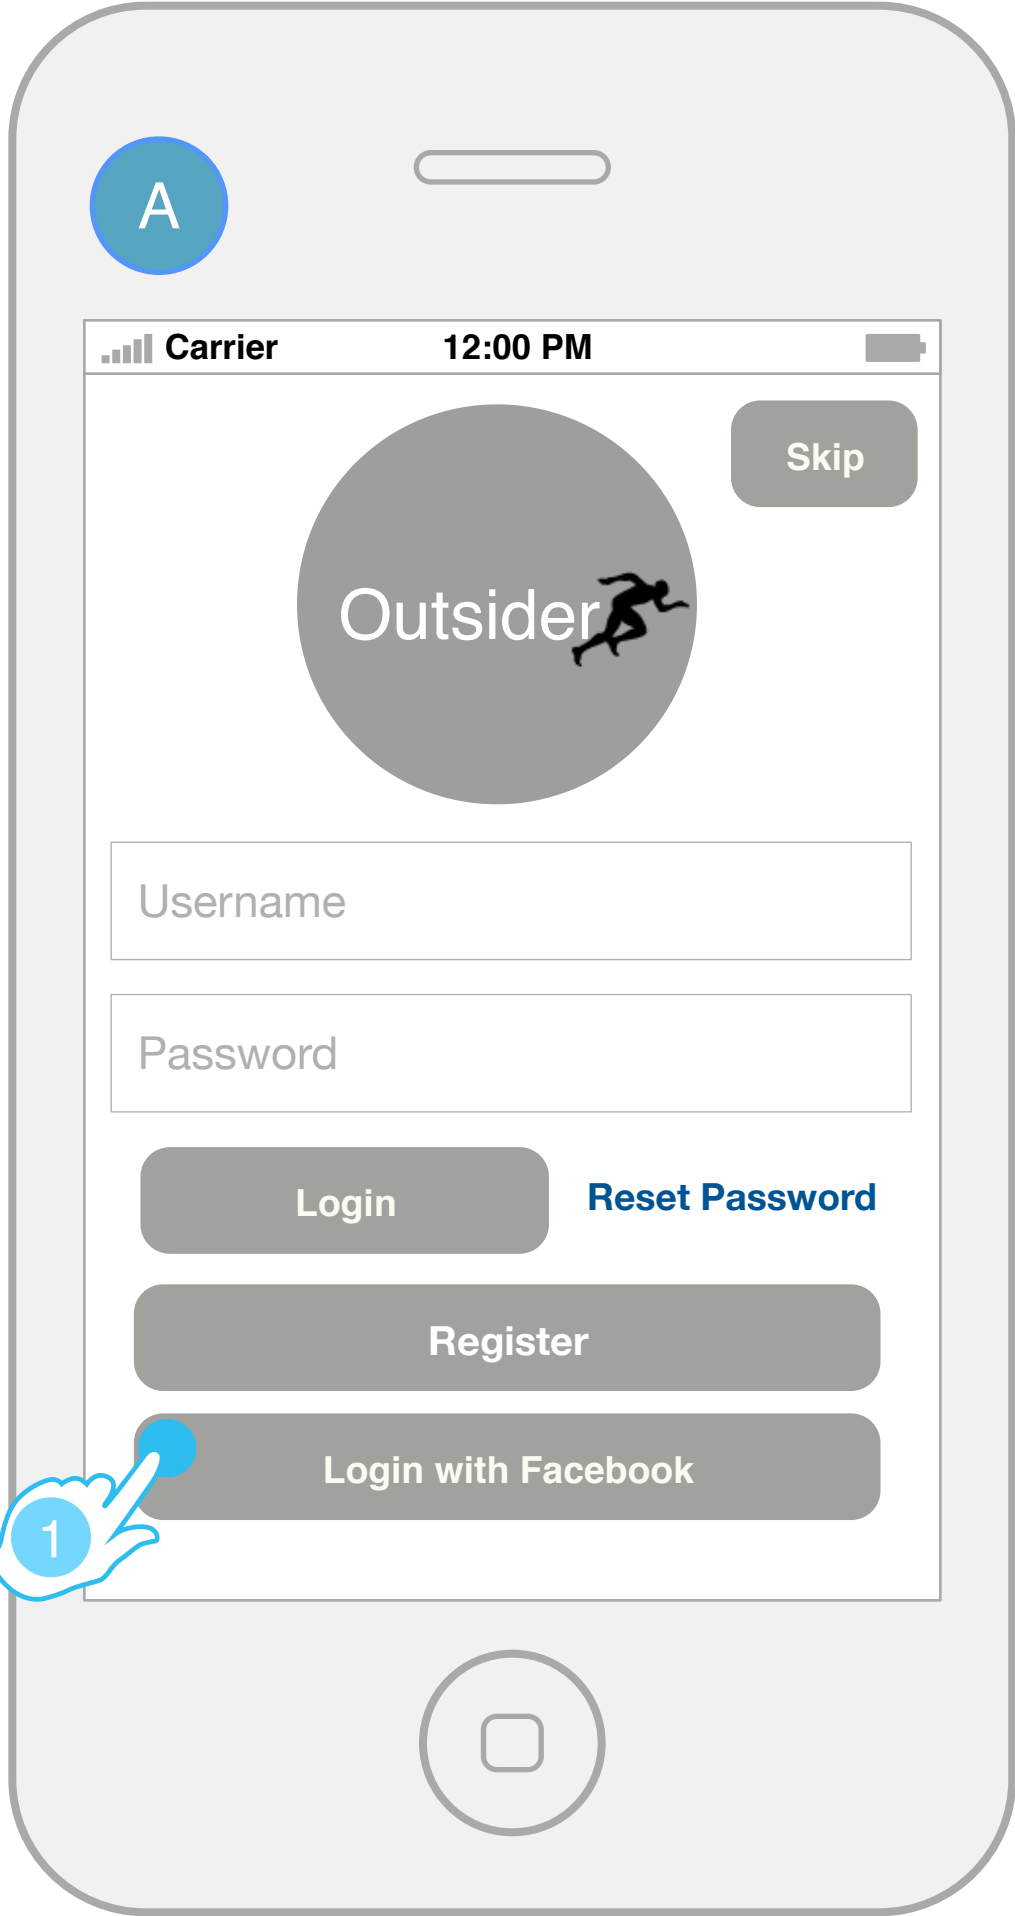 A
Carrier 12:00 PM
Skip
Outsider
Username
Password
Login Reset Password
Register
Login with Facebook
1